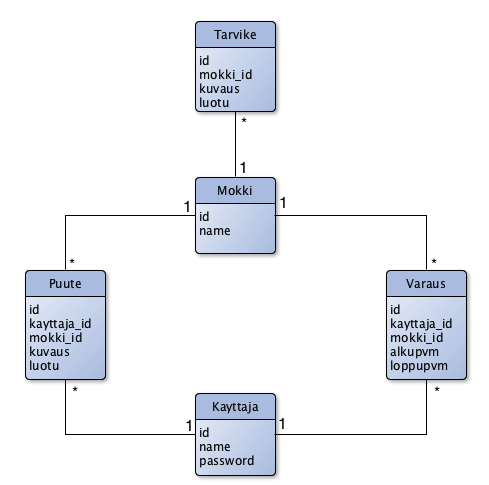 Tarvike
id
mokki_id
kuvaus
luotu
*
1
Mokki
id
name
1
1
*
*
Puute
id
kayttaja_id
mokki_id
kuvaus
luotu
Varaus
id
kayttaja_id
mokki_id
alkupvm
loppupvm
*
*
Kayttaja
id
name
password
1
1